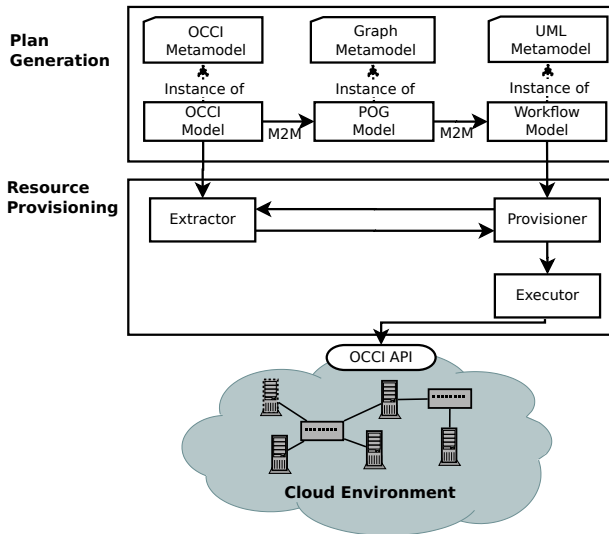 Plan
Generation
OCCI
Metamodel
Graph
Metamodel
UML
Metamodel
Instance of
Instance of
Instance of
OCCI
Model
M2M
POG
Model
M2M
Workflow
Model
Resource
Provisioning
Extractor
Provisioner
Executor
OCCI API
Cloud Environment